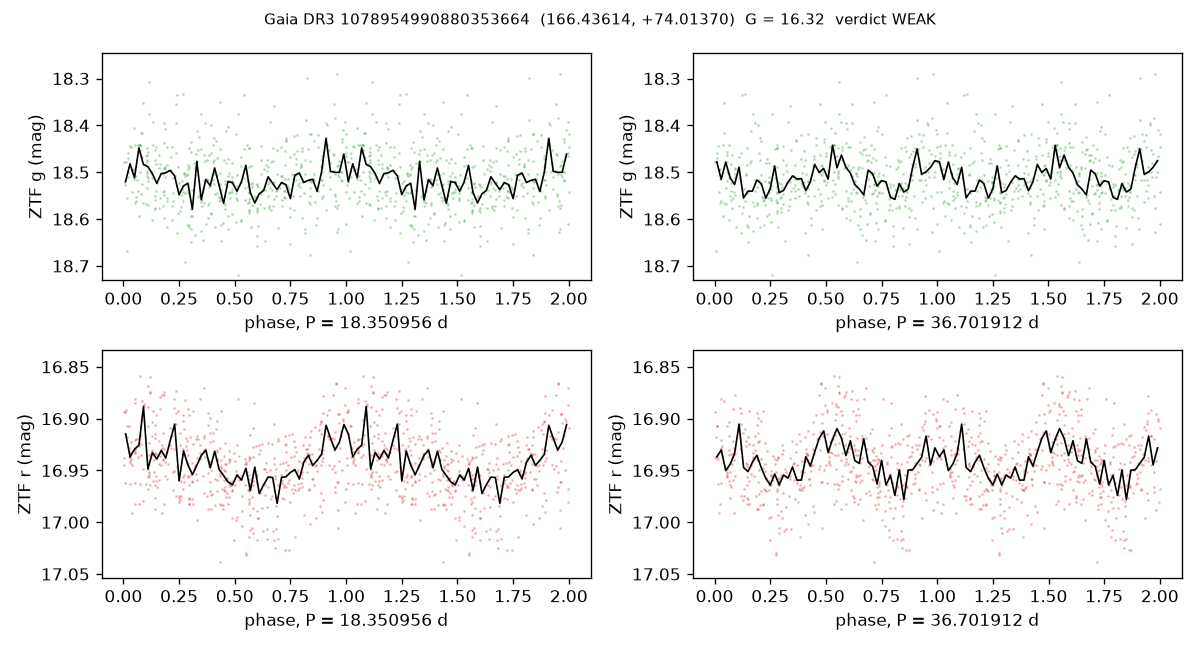 Gaia DR3 1078954990880353664 (166.43614, +74.01370) G = 16.32 verdict WEAK
ZTF g (mag)
18.3
18.4
18.5
18.6
18.7
0.00 0.25 0.50 0.75 1.00 1.25 1.50 1.75 2.00
phase, P = 18.350956 d
ZTF g (mag)
18.3
18.4
18.5
18.6
18.7
0.00 0.25 0.50 0.75 1.00 1.25 1.50 1.75 2.00
phase, P = 36.701912 d
ZTF r (mag)
16.85
16.90
16.95
17.00
17.05
0.00 0.25 0.50 0.75 1.00 1.25 1.50 1.75 2.00
phase, P = 18.350956 d
ZTF r (mag)
16.85
16.90
16.95
17.00
17.05
0.00 0.25 0.50 0.75 1.00 1.25 1.50 1.75 2.00
phase, P = 36.701912 d